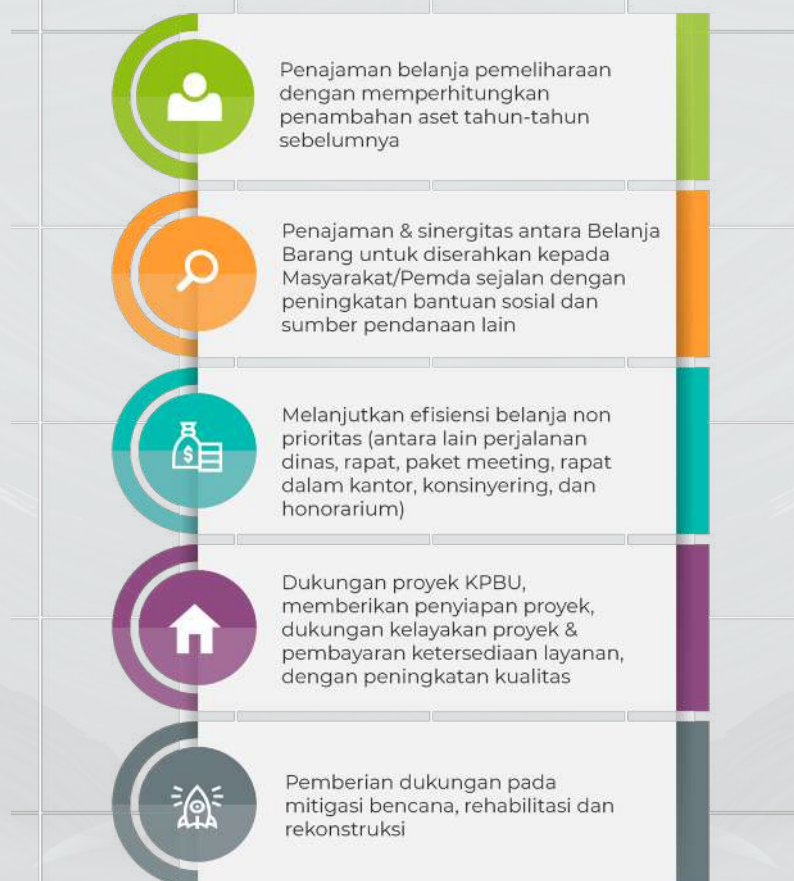 Penajaman belanja pemeliharaan
dengan memperhitungkan
penambahan aset tahun-tahun
sebelumnya
Penajaman & sinergitas antara Belanja
Barang untuk diserahkan kepada
Masyarakat/Pemda sejalan dengan
peningkatan bantuan sosial dan
sumber pendanaan lain
Melanjutkan efisiensi belanja non
prioritas (antara lain perjalanan
dinas, rapat, paket meeting, rapat
dalam kantor, konsinyering, dan
honorarium)
Dukungan proyek KPBU,
memberikan penyiapan proyek,
dukungan kelayakan proyek &
pembayaran ketersediaan layanan,
dengan peningkatan kualitas
Pemberian dukungan pada
mitigasi bencana, rehabilitasi dan
rekonstruksi